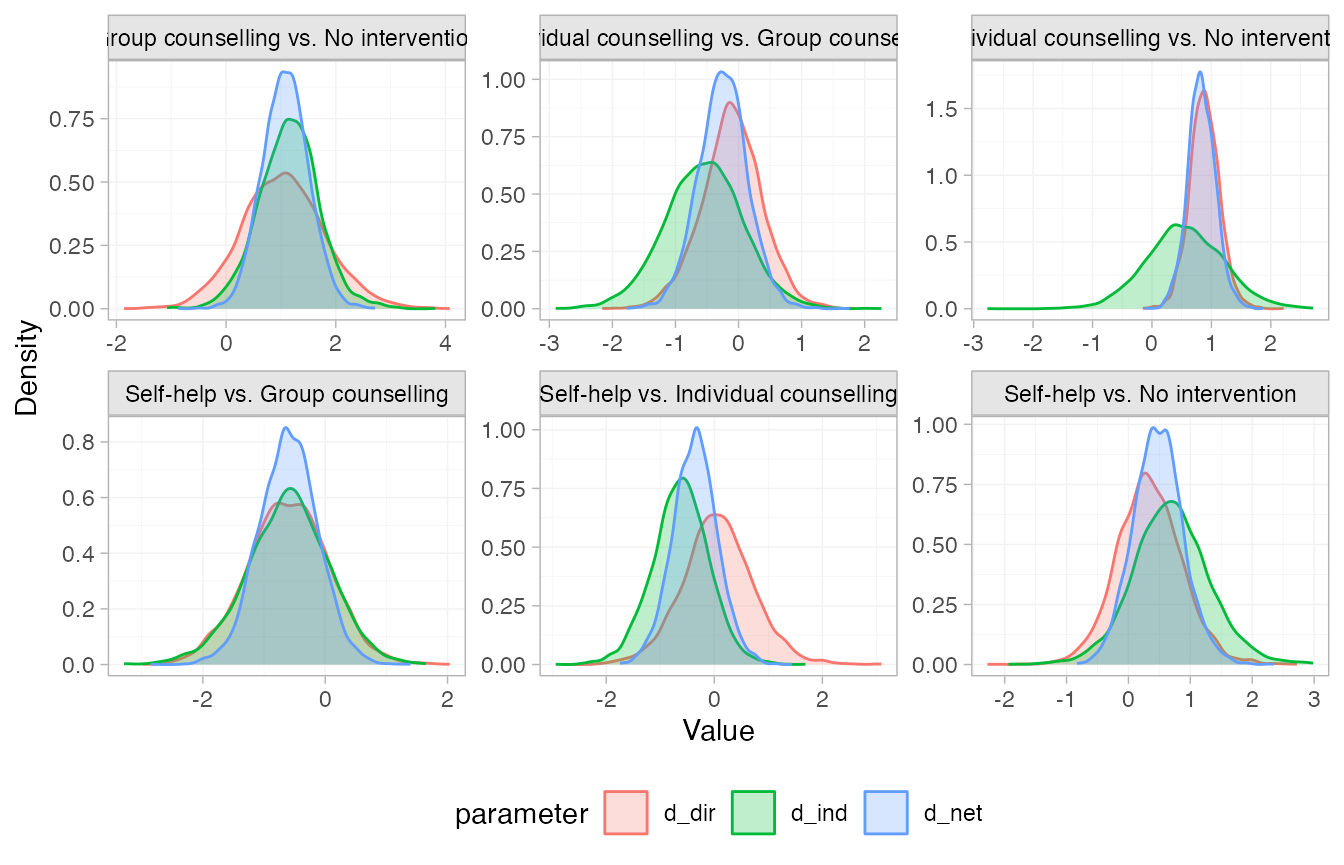 Group counselling vs. No interventio
vidual counselling vs. Group counse
ividual counselling vs. No intervent
0.00
0.25
0.50
0.75
-2 0 2 4
0.00
0.25
0.50
0.75
1.00
-3 -2 -1 0 1 2
0.0
0.5
1.0
1.5
-3 -2 -1 0 1 2
Density
Self-help vs. Group counselling
Self-help vs. Individual counselling
Self-help vs. No intervention
0.0
0.2
0.4
0.6
0.8
-2 0 2
0.00
0.25
0.50
0.75
1.00
-2 0 2
0.00
0.25
0.50
0.75
1.00
-2 -1 0 1 2 3
Value
parameter d_dir d_ind d_net